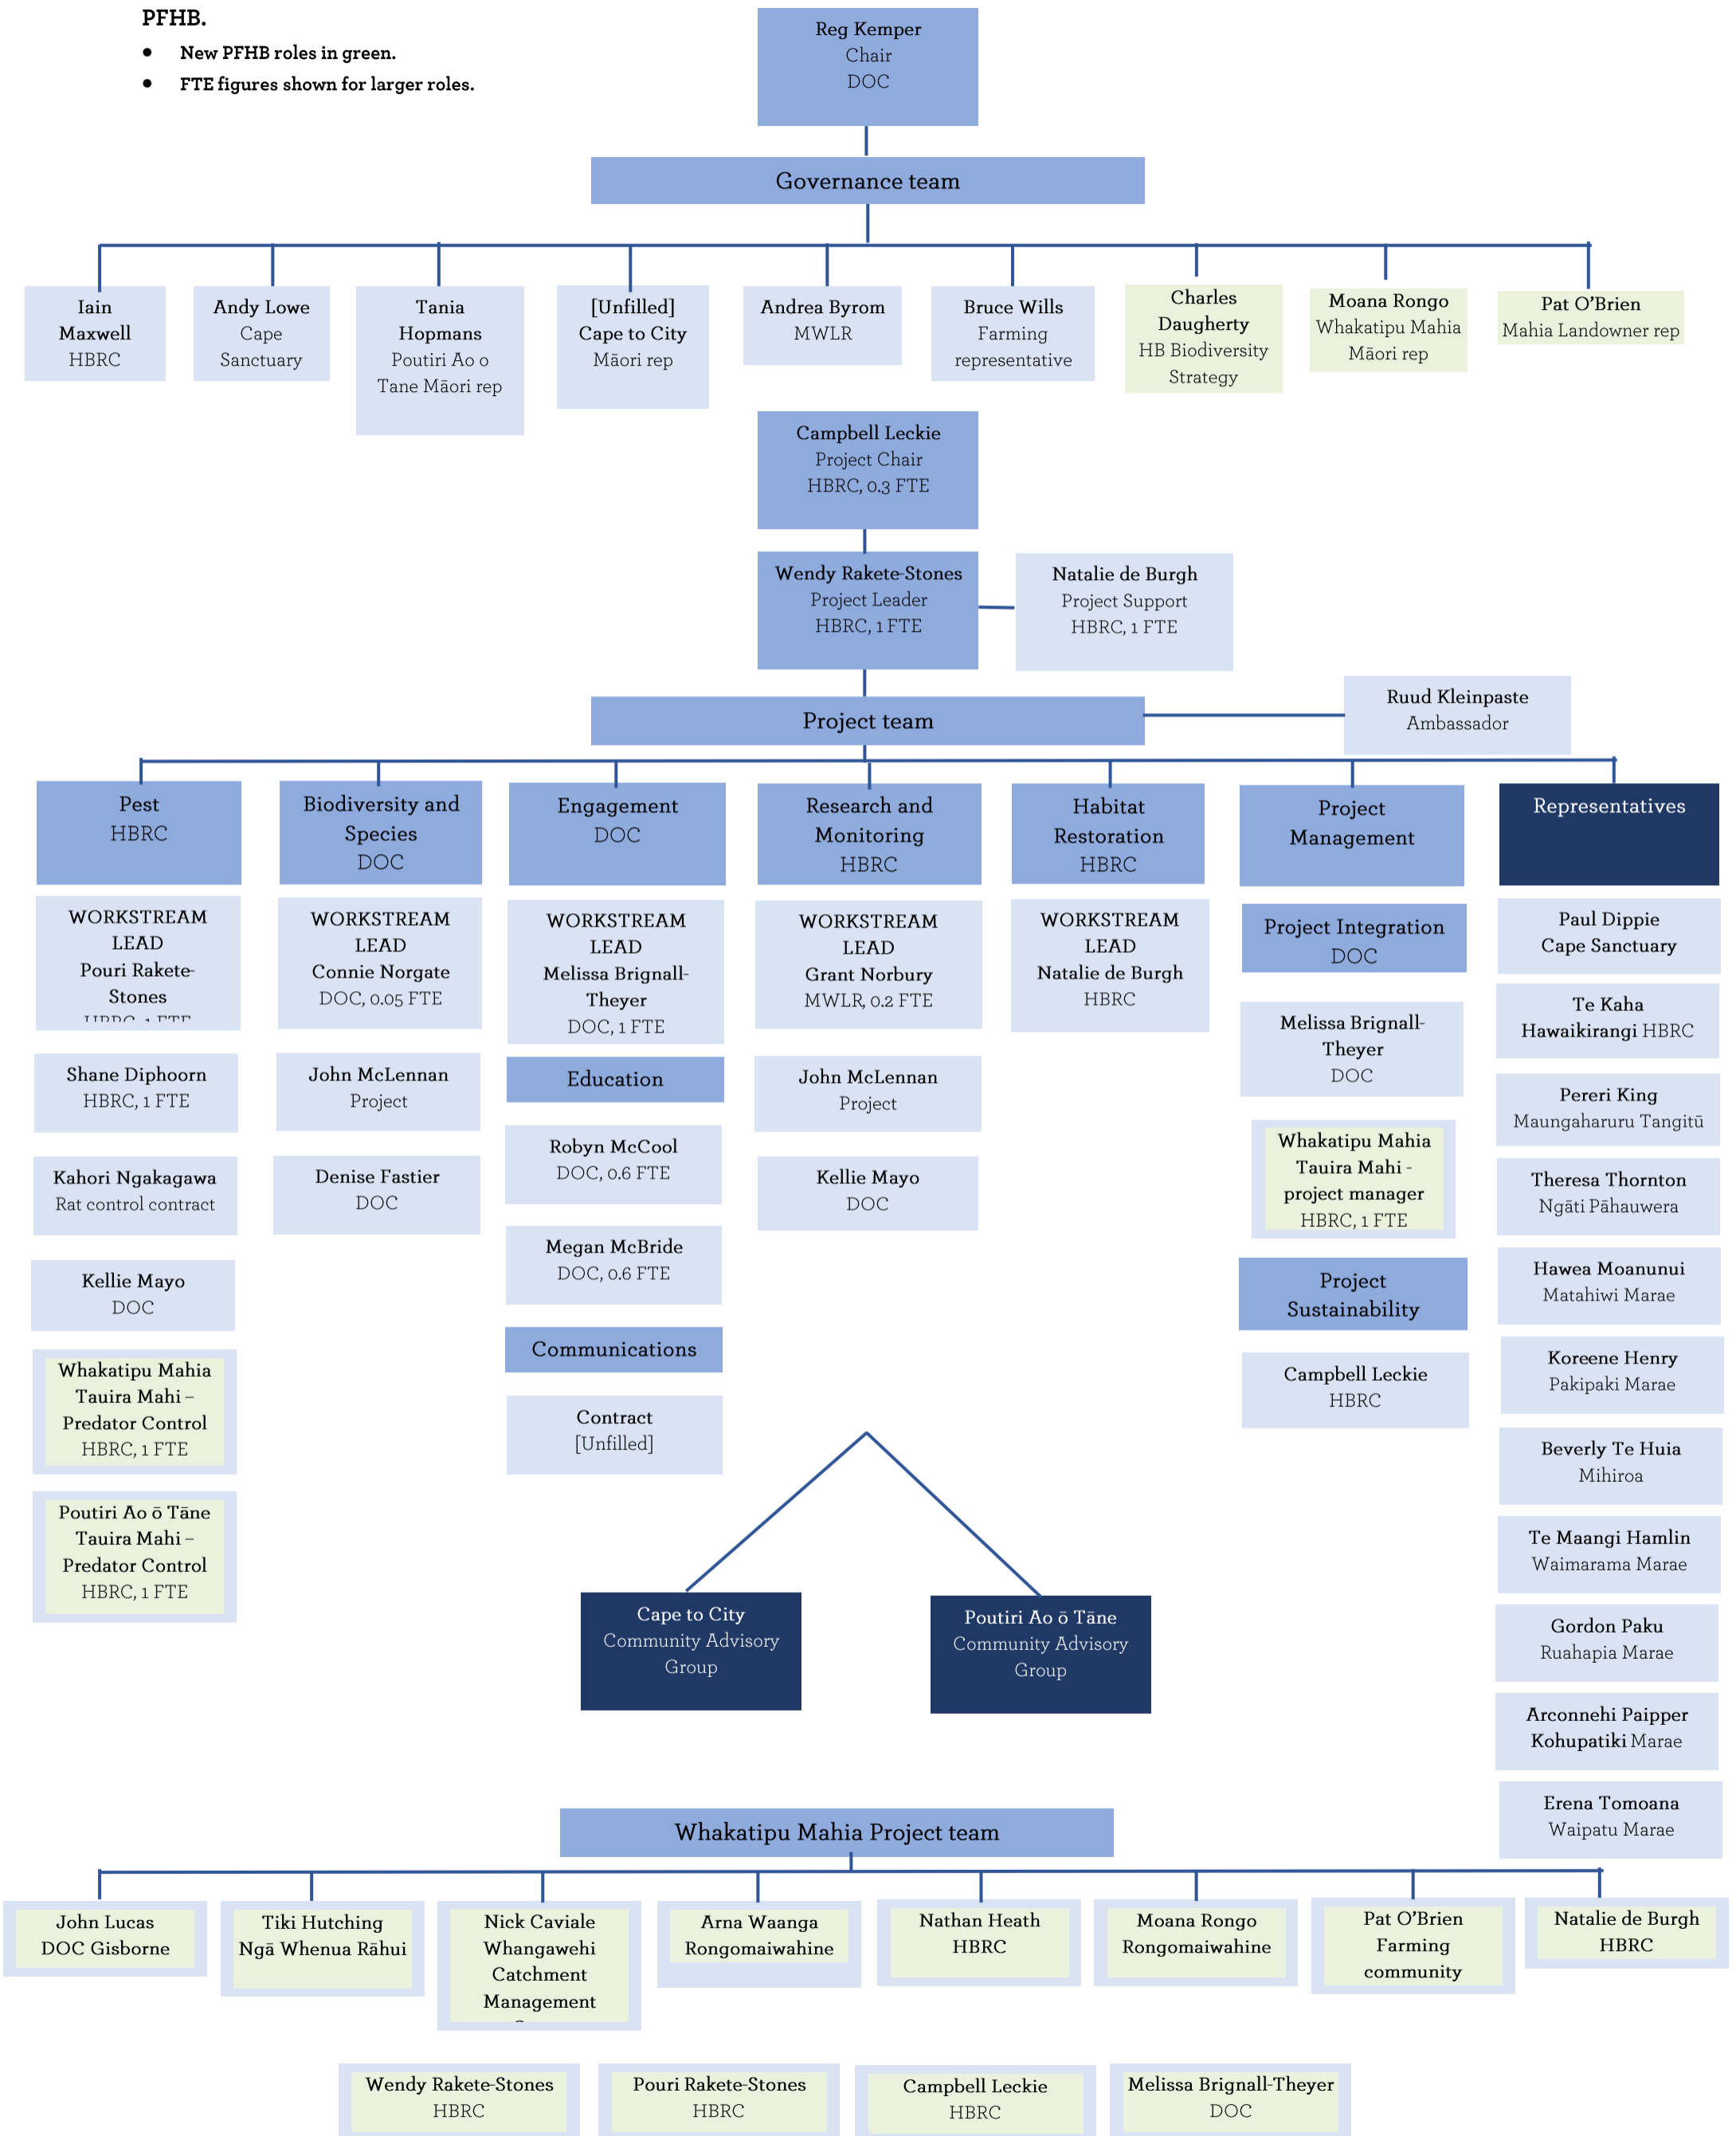 PFHB.
• New PFHB roles in green.
• FTE figures shown for larger roles.
Reg Kemper
Chair
DOC
Governance team
Iain
Maxwell
HBRC
Andy Lowe
Cape
Sanctuary
Tania
Hopmans
Poutiri Ao o
Tane Māori rep
[Unfilled]
Cape to City
Māori rep
Andrea Byrom
MWLR
Bruce Wills
Farming
representative
Charles
Daugherty
HB Biodiversity
Strategy
Moana Rongo
Whakatipu Mahia
Māori rep
Pat O’Brien
Mahia Landowner rep
Campbell Leckie
Project Chair
HBRC, 0.3 FTE
Wendy Rakete-Stones
Project Leader
HBRC, 1 FTE
Natalie de Burgh
Project Support
HBRC, 1 FTE
Project team
Ruud Kleinpaste
Ambassador
Pest
HBRC
WORKSTREAM
LEAD
Pouri Rakete-
Stones
HBRC, 1 FTE
Shane Diphoorn
HBRC, 1 FTE
Kahori Ngakagawa
Rat control contract
Kellie Mayo
DOC
Whakatipu Mahia
Tauira Mahi –
Predator Control
HBRC, 1 FTE
Poutiri Ao ō Tāne
Tauira Mahi –
Predator Control
HBRC, 1 FTE
Biodiversity and
Species
DOC
WORKSTREAM
LEAD
Connie Norgate
DOC, 0.05 FTE
John McLennan
Project
Denise Fastier
DOC
Engagement
DOC
WORKSTREAM
LEAD
Melissa Brignall-
Theyer
DOC, 1 FTE
Education
Robyn McCool
DOC, 0.6 FTE
Megan McBride
DOC, 0.6 FTE
Communications
Contract
[Unfilled]
Research and
Monitoring
HBRC
WORKSTREAM
LEAD
Grant Norbury
MWLR, 0.2 FTE
John McLennan
Project
Kellie Mayo
DOC
Habitat
Restoration
HBRC
WORKSTREAM
LEAD
Natalie de Burgh
HBRC
Project
Management
Project Integration
DOC
Melissa Brignall-
Theyer
DOC
Whakatipu Mahia
Tauira Mahi -
project manager
HBRC, 1 FTE
Project
Sustainability
Campbell Leckie
HBRC
Representatives
Paul Dippie
Cape Sanctuary
Te Kaha
Hawaikirangi HBRC
Pereri King
Maungaharuru Tangitū
Theresa Thornton
Ngāti Pāhauwera
Hawea Moanunui
Matahiwi Marae
Koreene Henry
Pakipaki Marae
Beverly Te Huia
Mihiroa
Te Maangi Hamlin
Waimarama Marae
Gordon Paku
Ruahapia Marae
Arconnehi Paipper
Kohupatiki Marae
Erena Tomoana
Waipatu Marae
Cape to City
Community Advisory
Group
Poutiri Ao ō Tāne
Community Advisory
Group
Whakatipu Mahia Project team
John Lucas
DOC Gisborne
Tiki Hutching
Ngā Whenua Rāhui
Nick Caviale
Whangawehi
Catchment
Management
Arna Waanga
Rongomaiwahine
Nathan Heath
HBRC
Moana Rongo
Rongomaiwahine
Pat O’Brien
Farming
community
Natalie de Burgh
HBRC
Wendy Rakete-Stones
HBRC
Pouri Rakete-Stones
HBRC
Campbell Leckie
HBRC
Melissa Brignall-Theyer
DOC